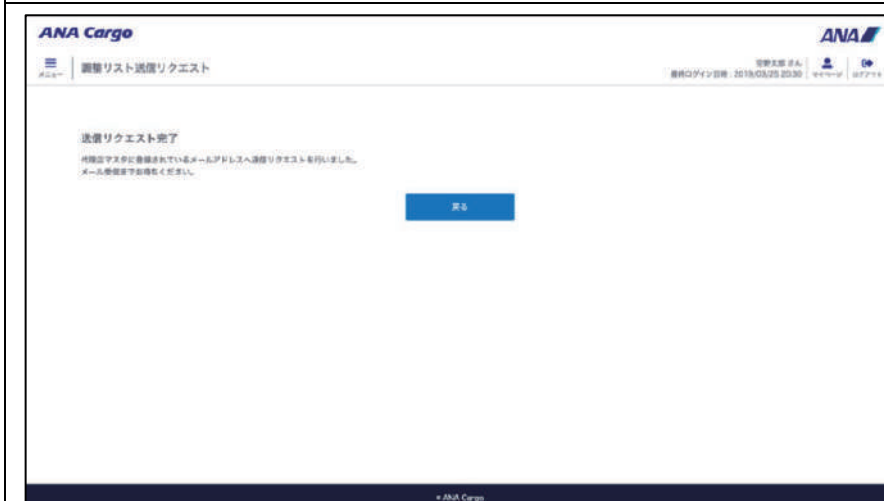 ANA Cargo
ANA
メニュー
調整リスト送信リクエスト
最終ログイン日時 : 2019/03/25 20:30
マイページ
ログアウト
送信リクエスト完了
代理店マスタに登録されているメールアドレスへ送信リクエストを行いました。
メール受信までお待ちください。
戻る
ANA Cargo